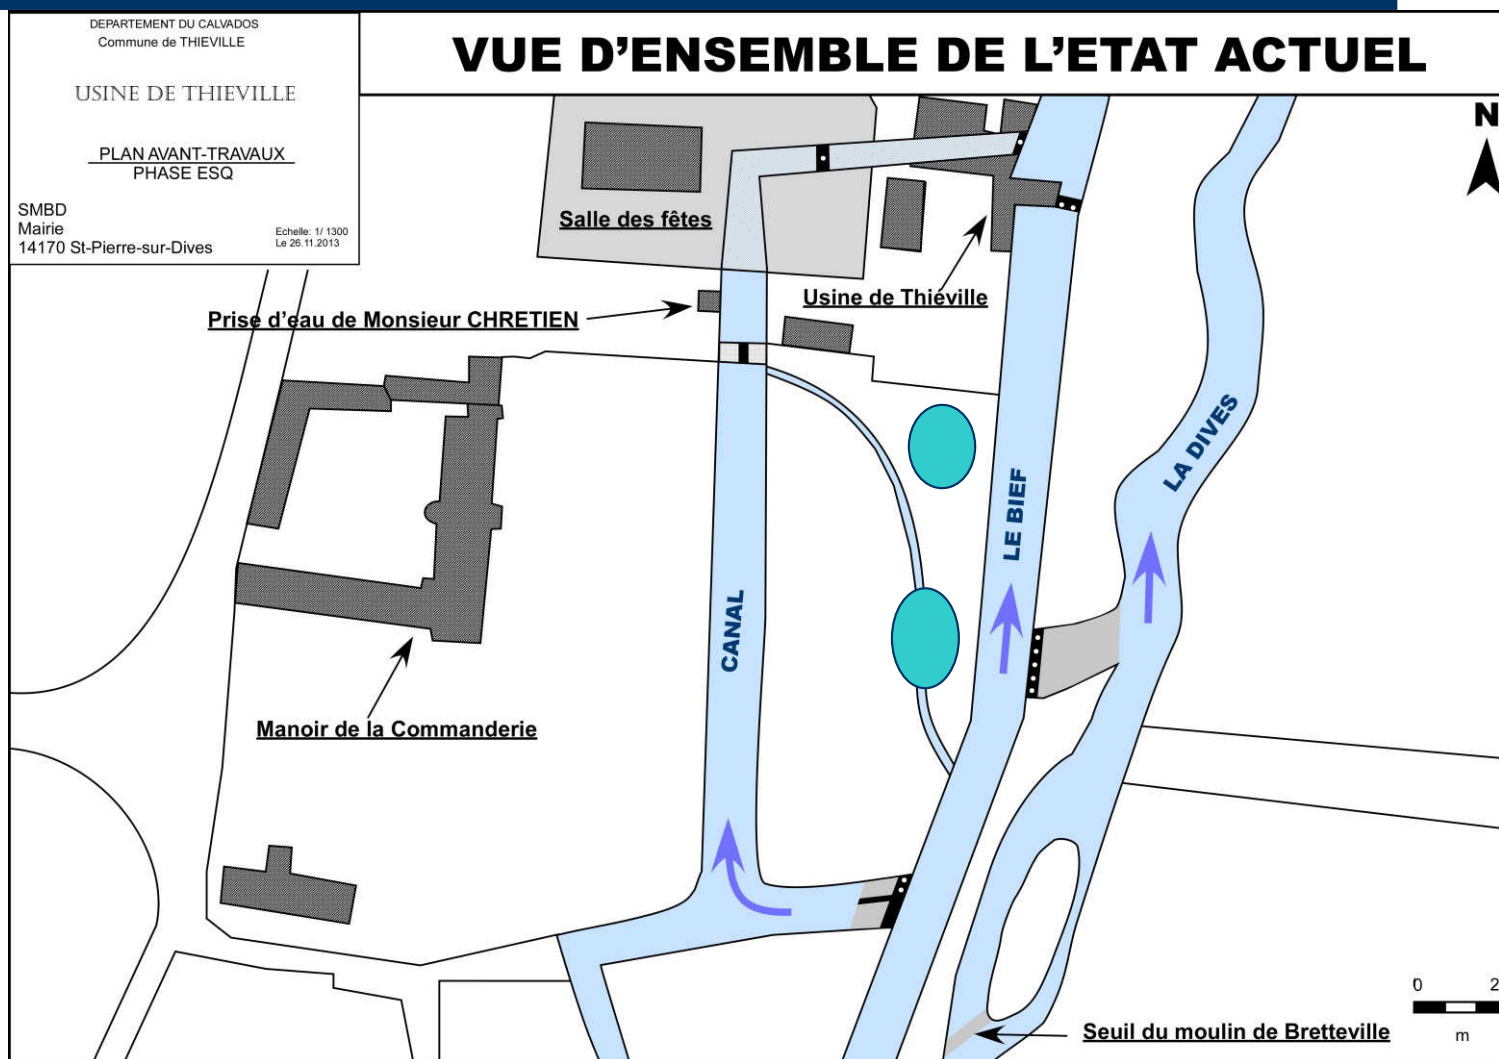 DEPARTEMENT DU CALVADOS
Commune de THIEVILLE
USINE DE THIEVILLE
PLAN AVANT-TRAVAUX
PHASE ESQ
SMBD
Mairie
14170 St-Pierre-sur-Dives
Echelle: 1/ 1300
Le 26.11.2013
VUE D'ENSEMBLE DE L'ETAT ACTUEL
N
Salle des fêtes
Usine de Thiéville
Prise d'eau de Monsieur CHRETIEN
LA DIVES
LE BIEF
CANAL
Manoir de la Commanderie
Seuil du moulin de Bretteville
0 2
m